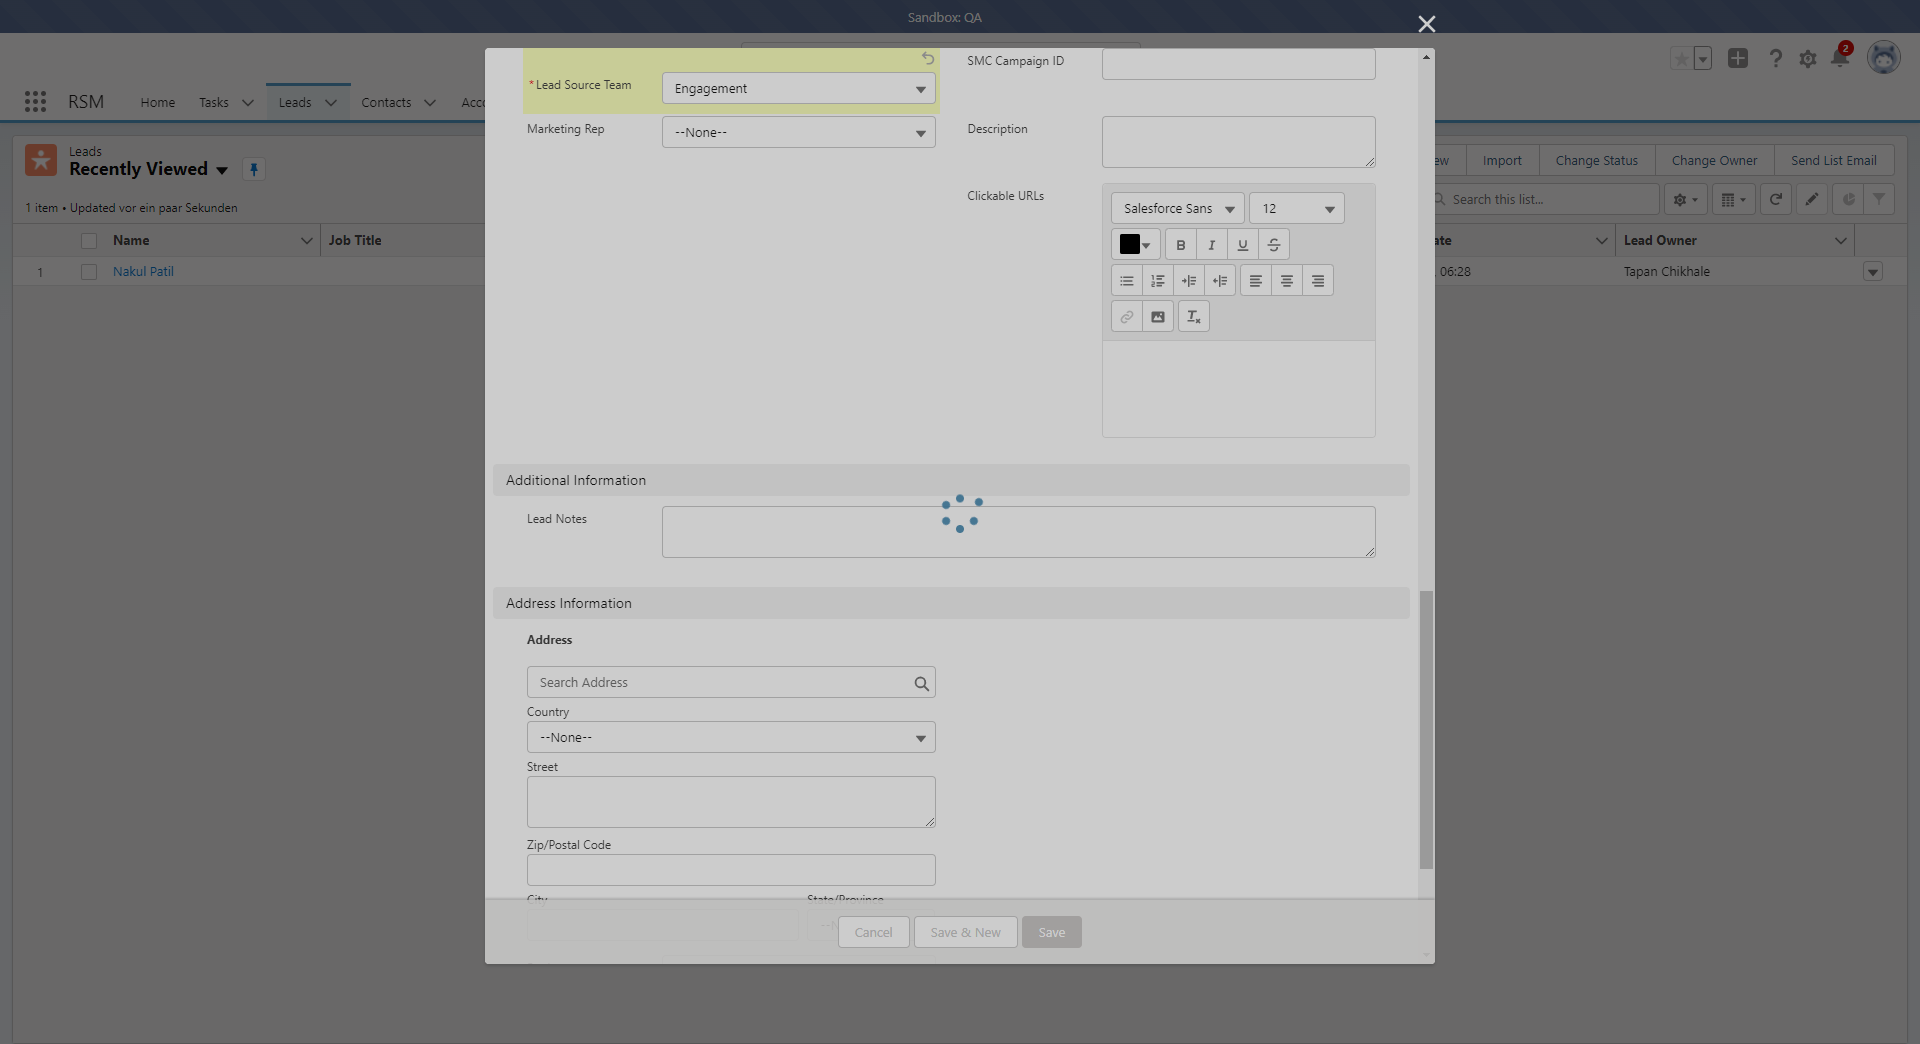 Sandbox: QA
2
RSM
Home
Tasks
Leads
Contacts
Acco
Leads
Recently Viewed
1 item • Updated vor ein paar Sekunden
Import
Change Status
Change Owner
Send List Email
Search this list...
Name
Job Title
Lead Owner
1
Nakul Patil
06:28
Tapan Chikhale
* Lead Source Team
Engagement
SMC Campaign ID
Marketing Rep
--None--
Description
Clickable URLs
Salesforce Sans
12
B I U S
Additional Information
Lead Notes
Address Information
Address
Search Address
Country
--None--
Street
Zip/Postal Code
City
State/Province
Cancel
Save & New
Save